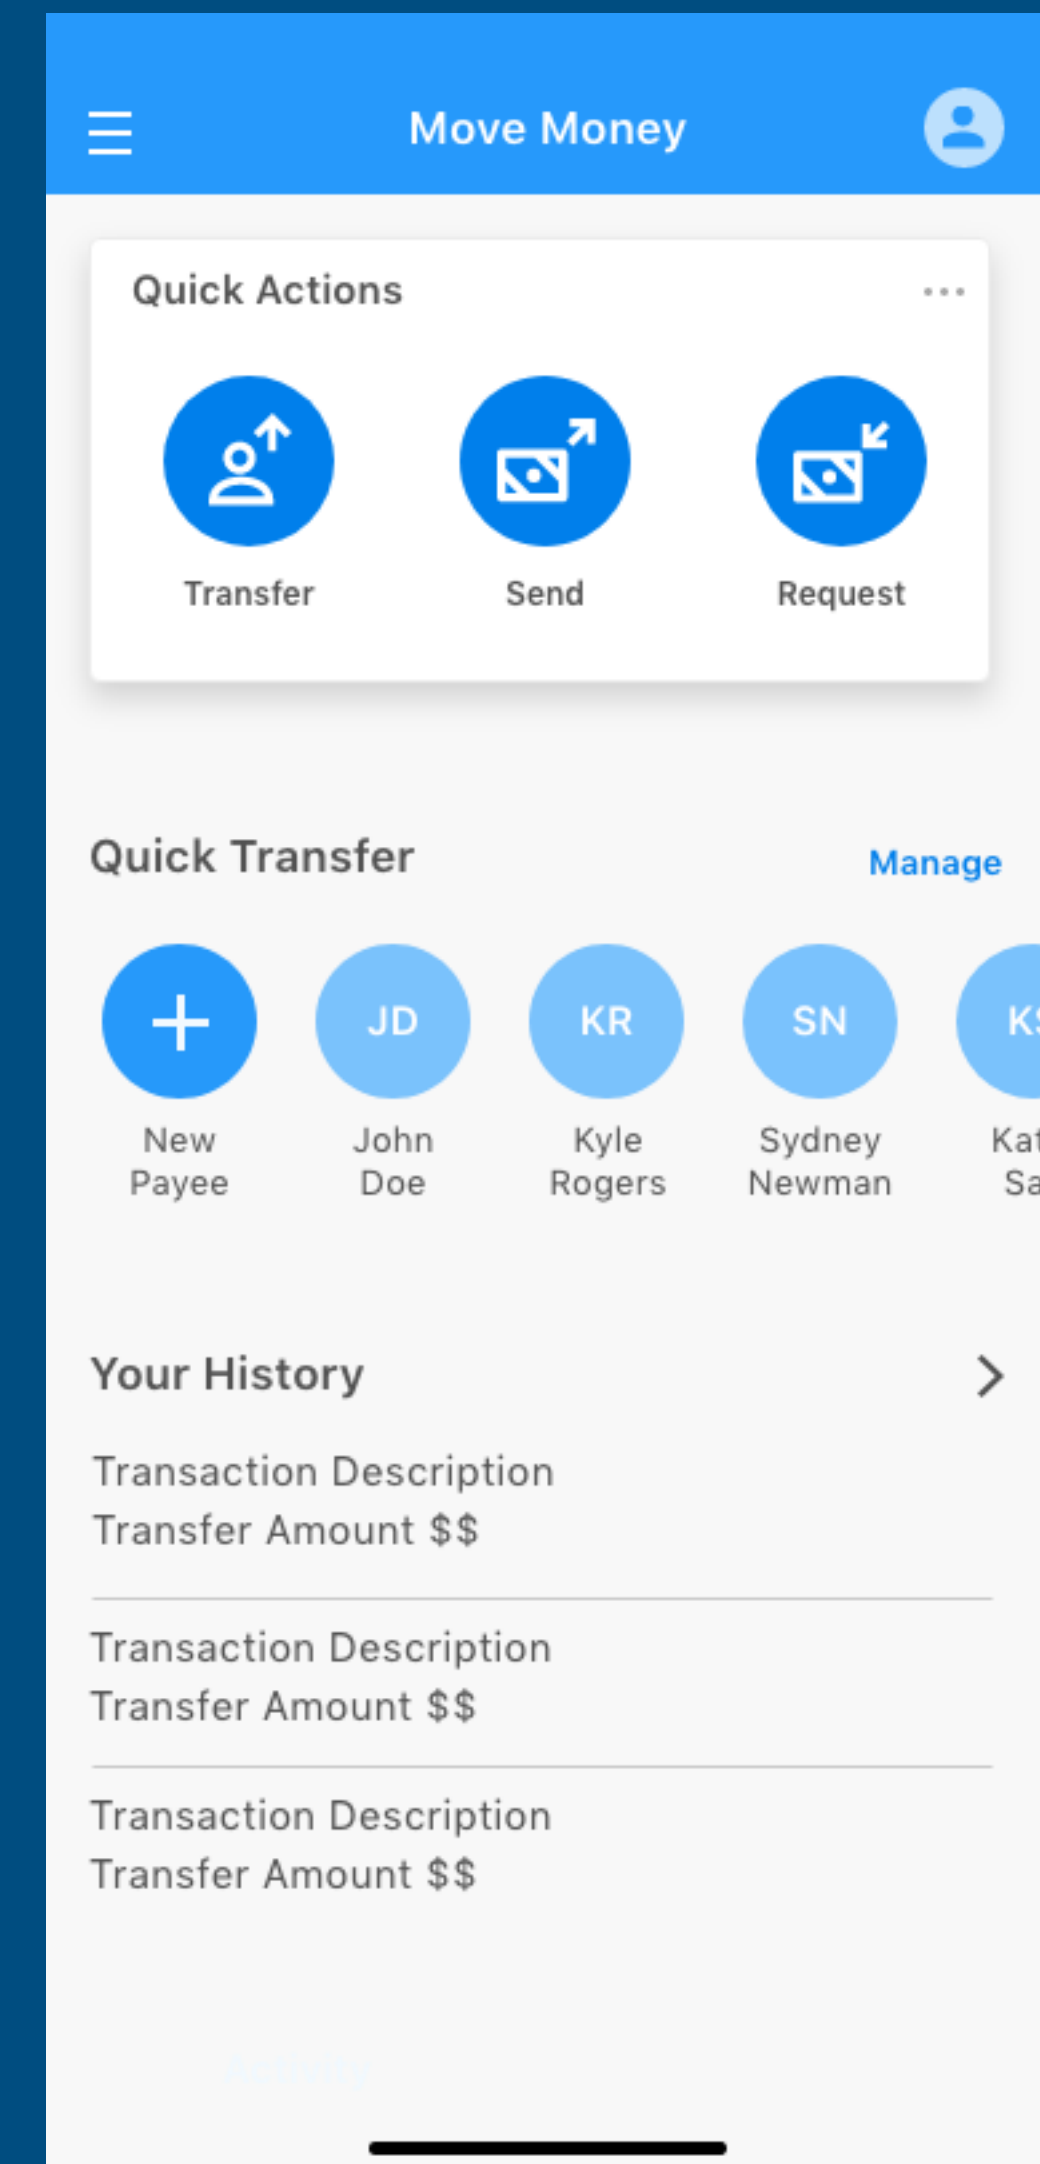 Move Money
Quick Actions
Transfer
Send
Request
Quick Transfer
Manage
JD
KR
SN
New
Payee
John
Doe
Kyle
Rogers
Sydney
Newman
Your History
Transaction Description
Transfer Amount $$
Transaction Description
Transfer Amount $$
Transaction Description
Transfer Amount $$
Activity